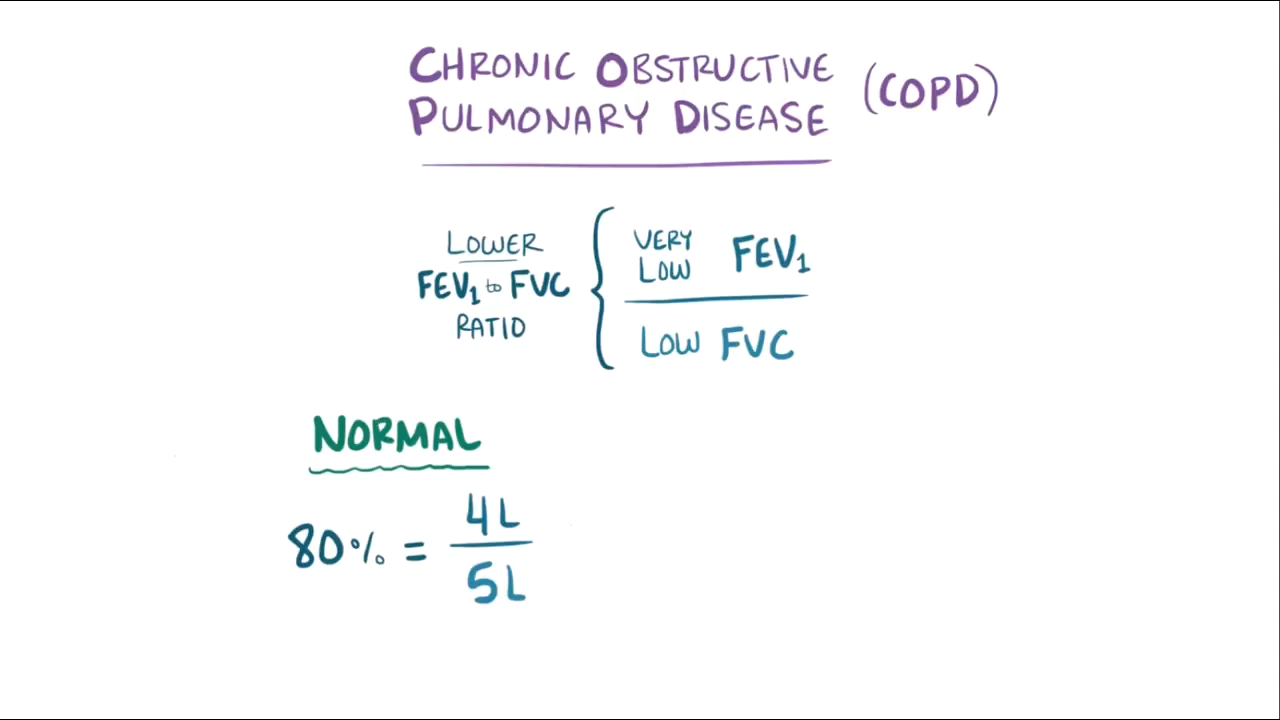 CHRONIC OBSTRUCTIVE
PULMONARY DISEASE (COPD)
LOWER
FEV₁ to FVC
RATIO
VERY
LOW FEV₁
LOW FVC
NORMAL
80% = 4L
5L